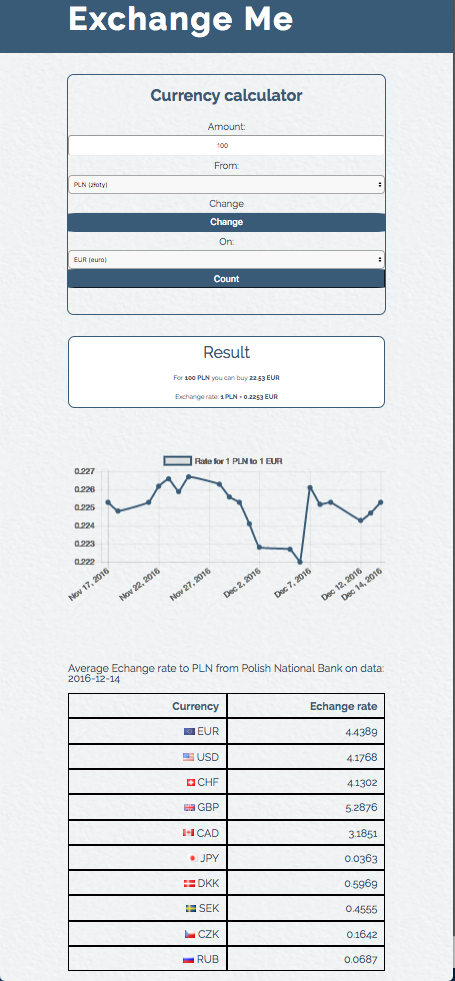 Exchange Me
Currency calculator
Amount:
100
From:
PLN (złoty)
Change
Change
On:
EUR (euro)
Count
Result
For 100 PLN you can buy 22.53 EUR
Exchange rate: 1 PLN = 0.2253 EUR
Rate for 1 PLN to 1 EUR
0.227
0.226
0.225
0.224
0.223
0.222
Nov 17, 2016 Nov 22, 2016 Nov 27, 2016 Dec 2, 2016 Dec 7, 2016 Dec 12, 2016 Dec 14, 2016
Average Echange rate to PLN from Polish National Bank on data:
2016-12-14
Currency Echange rate
EUR 4.4389
USD 4.1768
CHF 4.1302
GBP 5.2876
CAD 3.1851
JPY 0.0363
DKK 0.5969
SEK 0.4555
CZK 0.1642
RUB 0.0687